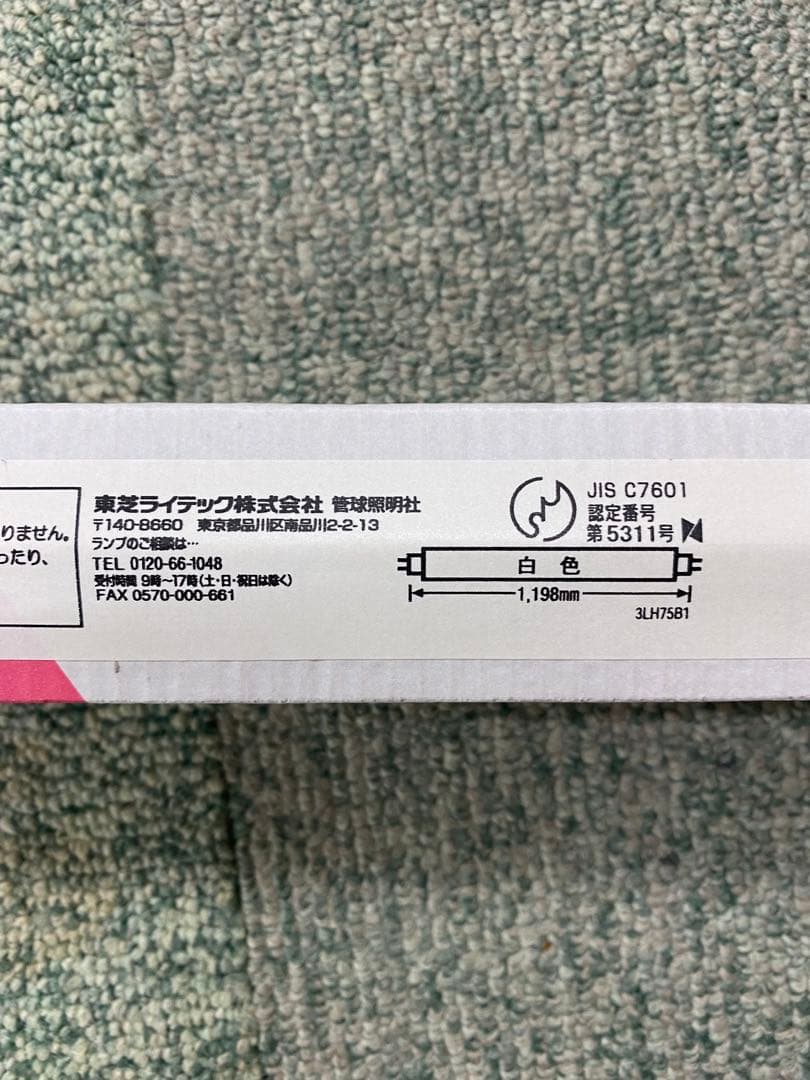 りません。
ったり、
東芝ライテック株式会社 管球照明社
〒140-8660 東京都品川区南品川2-2-13
ランプのご相談は…
TEL 0120-66-1048
受付時間 9時〜17時(土・日・祝日は除く)
FAX 0570-000-661
JIS C7601
認定番号
第5311号
白色
1,198mm
3LH75B1